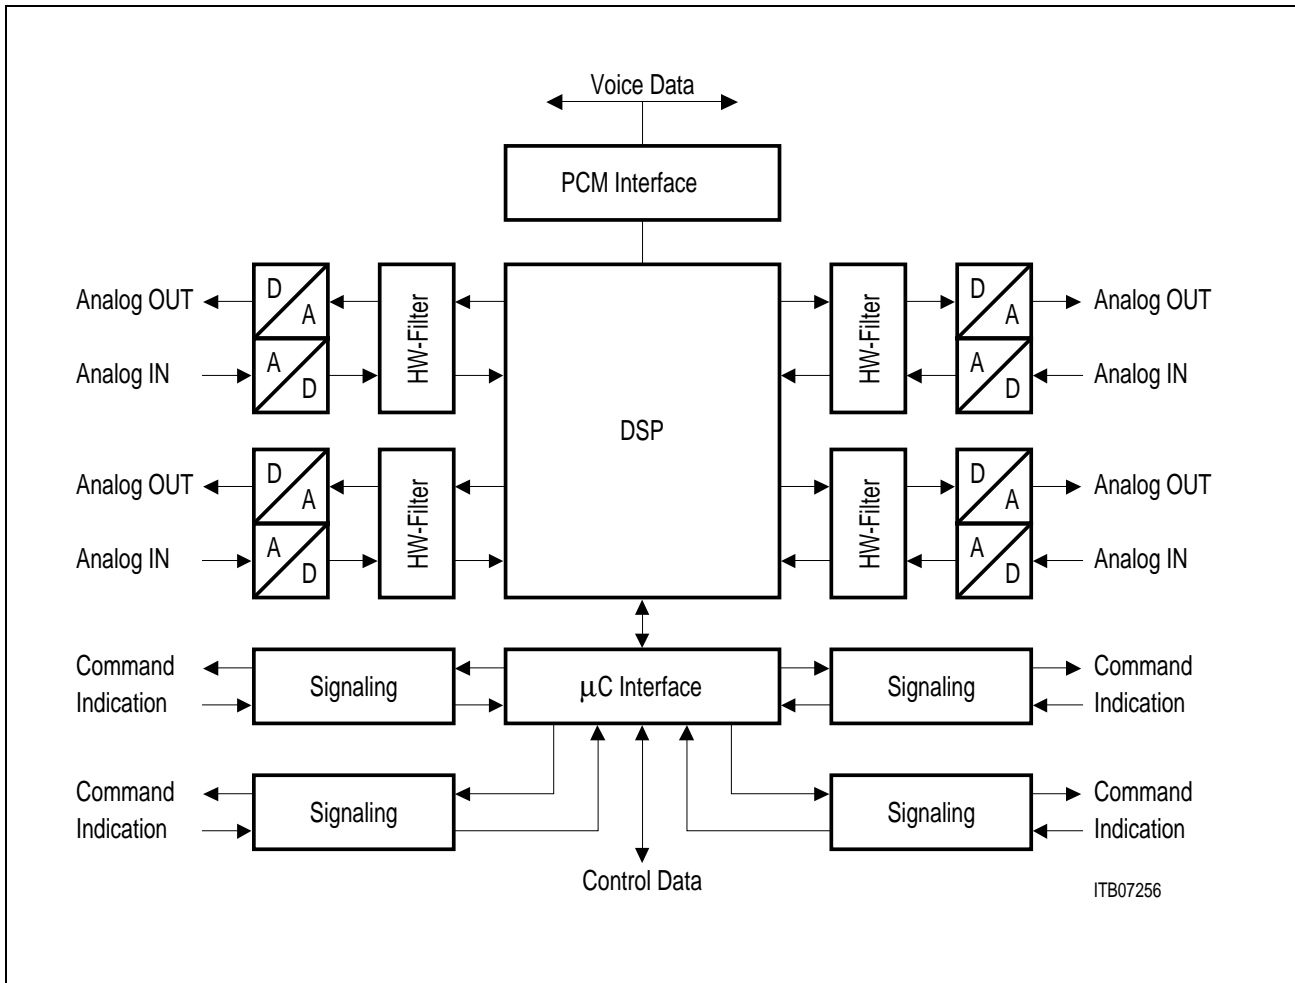 Voice Data
PCM Interface
Analog OUT
D
A
HW-Filter
HW-Filter
D
A
Analog OUT
Analog IN
A
D
A
D
Analog IN
DSP
Analog OUT
D
A
HW-Filter
HW-Filter
D
A
Analog OUT
Analog IN
A
D
A
D
Analog IN
Command
Indication
Signaling
µC Interface
Signaling
Command
Indication
Command
Indication
Signaling
Signaling
Command
Indication
Control Data
ITB07256